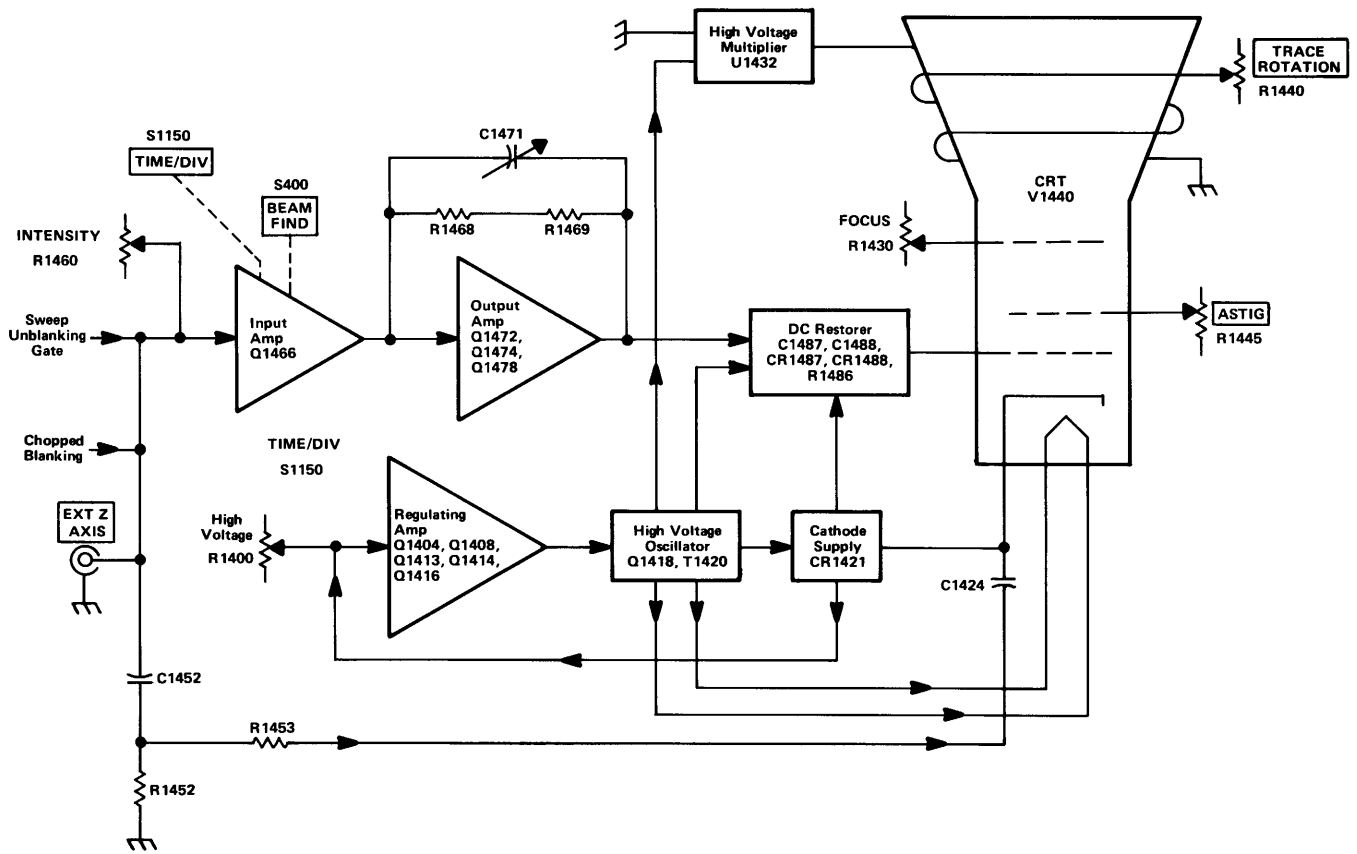 High Voltage
Multiplier
U1432
TRACE
ROTATION
R1440
S1150
TIME/DIV
C1471
S400
BEAM
FIND
CRT
V1440
R1468
R1469
FOCUS
R1430
INTENSITY
R1460
Sweep
Unblanking
Gate
Input
Amp
Q1466
Output
Amp
Q1472,
Q1474,
Q1478
DC Restorer
C1487, C1488,
CR1487, CR1488,
R1486
ASTIG
R1445
Chopped
Blanking
TIME/DIV
S1150
EXT Z
AXIS
High
Voltage
R1400
Regulating
Amp
Q1404, Q1408,
Q1413, Q1414,
Q1416
High Voltage
Oscillator
Q1418, T1420
Cathode
Supply
CR1421
C1424
C1452
R1453
R1452